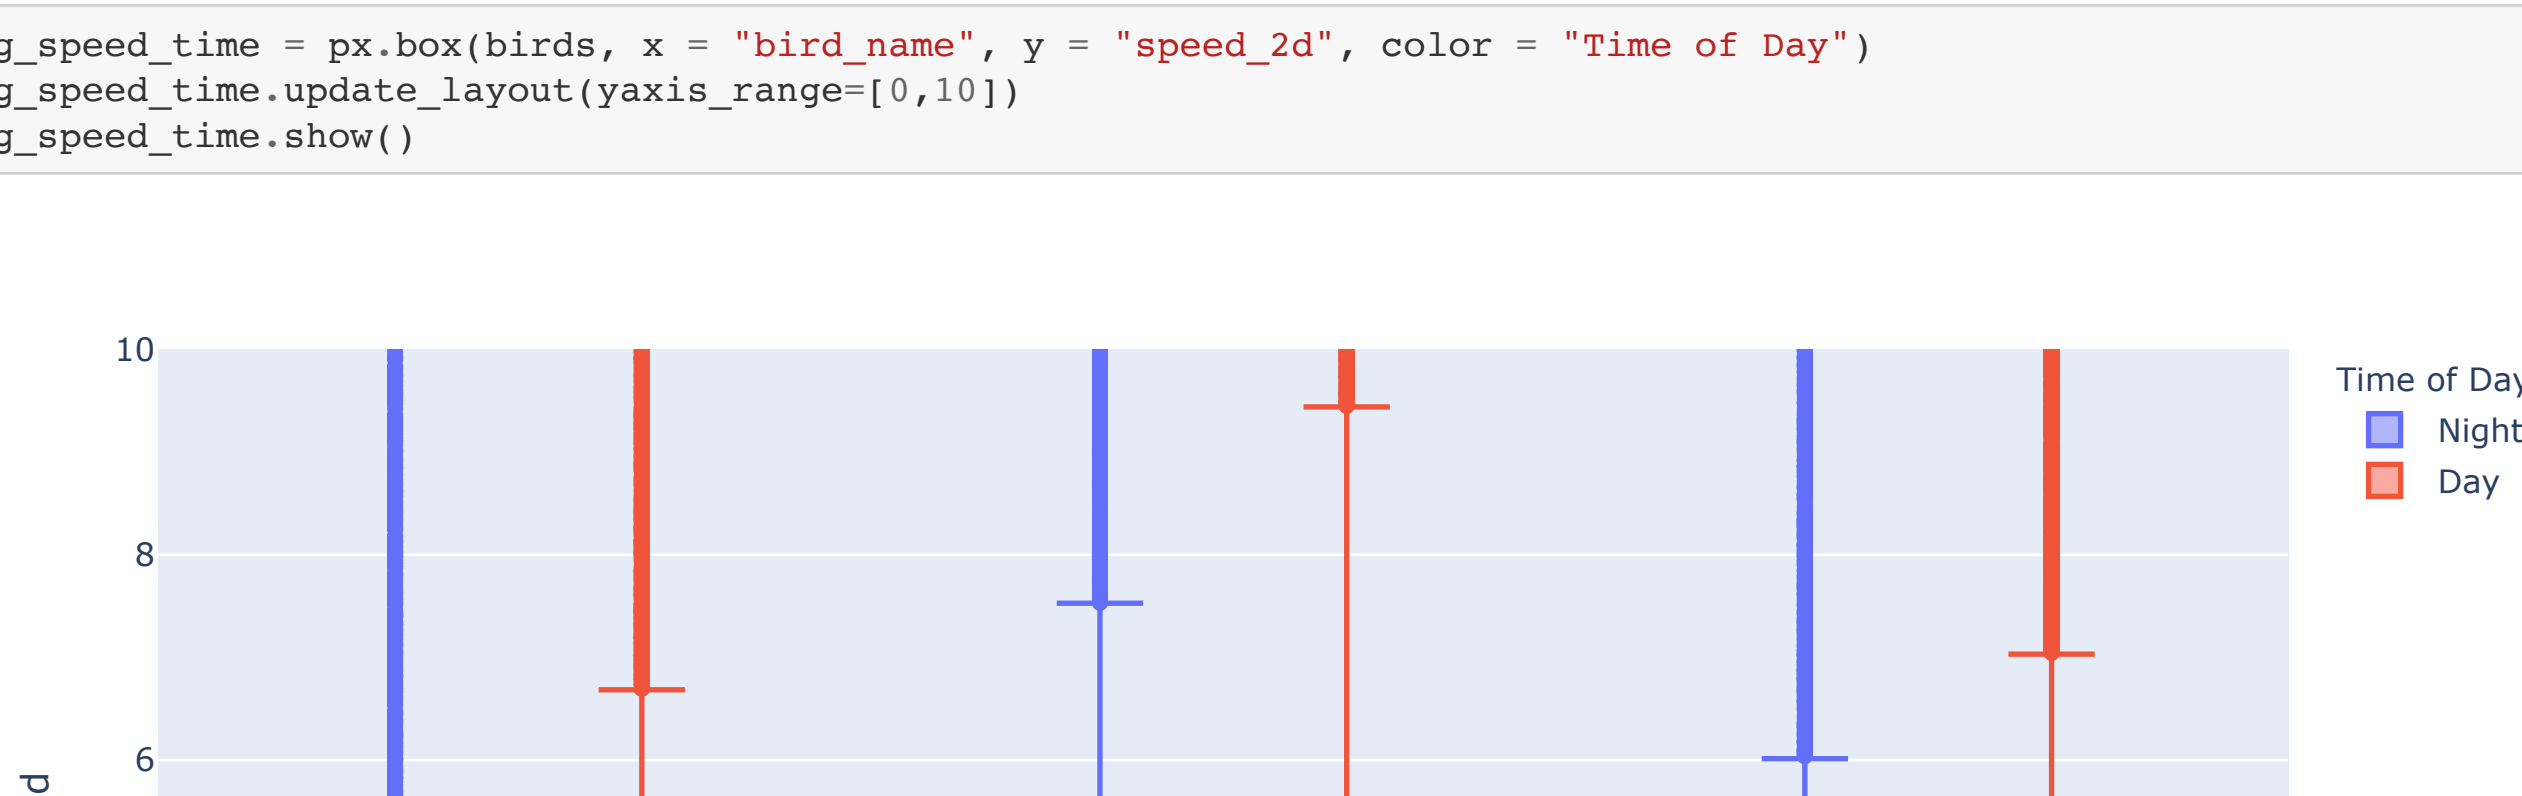 g_speed_time = px.box(birds, x = "bird_name", y = "speed_2d", color = "Time of Day")
g_speed_time.update_layout(yaxis_range=[0,10])
g_speed_time.show()
10
8
6
d
Time of Day
Night
Day